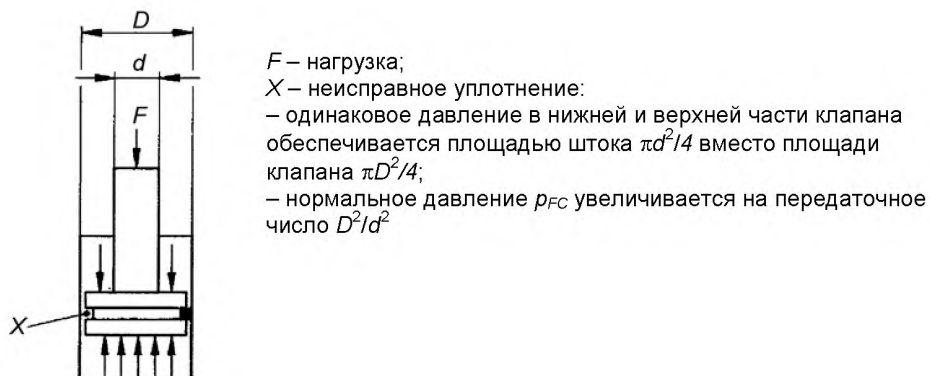 D
d
F
X
F – нагрузка;
X – неисправное уплотнение:
– одинаковое давление в нижней и верхней части клапана
обеспечивается площадью штока πd²/4 вместо площади
клапана πD²/4;
– нормальное давление pFC увеличивается на передаточное
число D²/d²